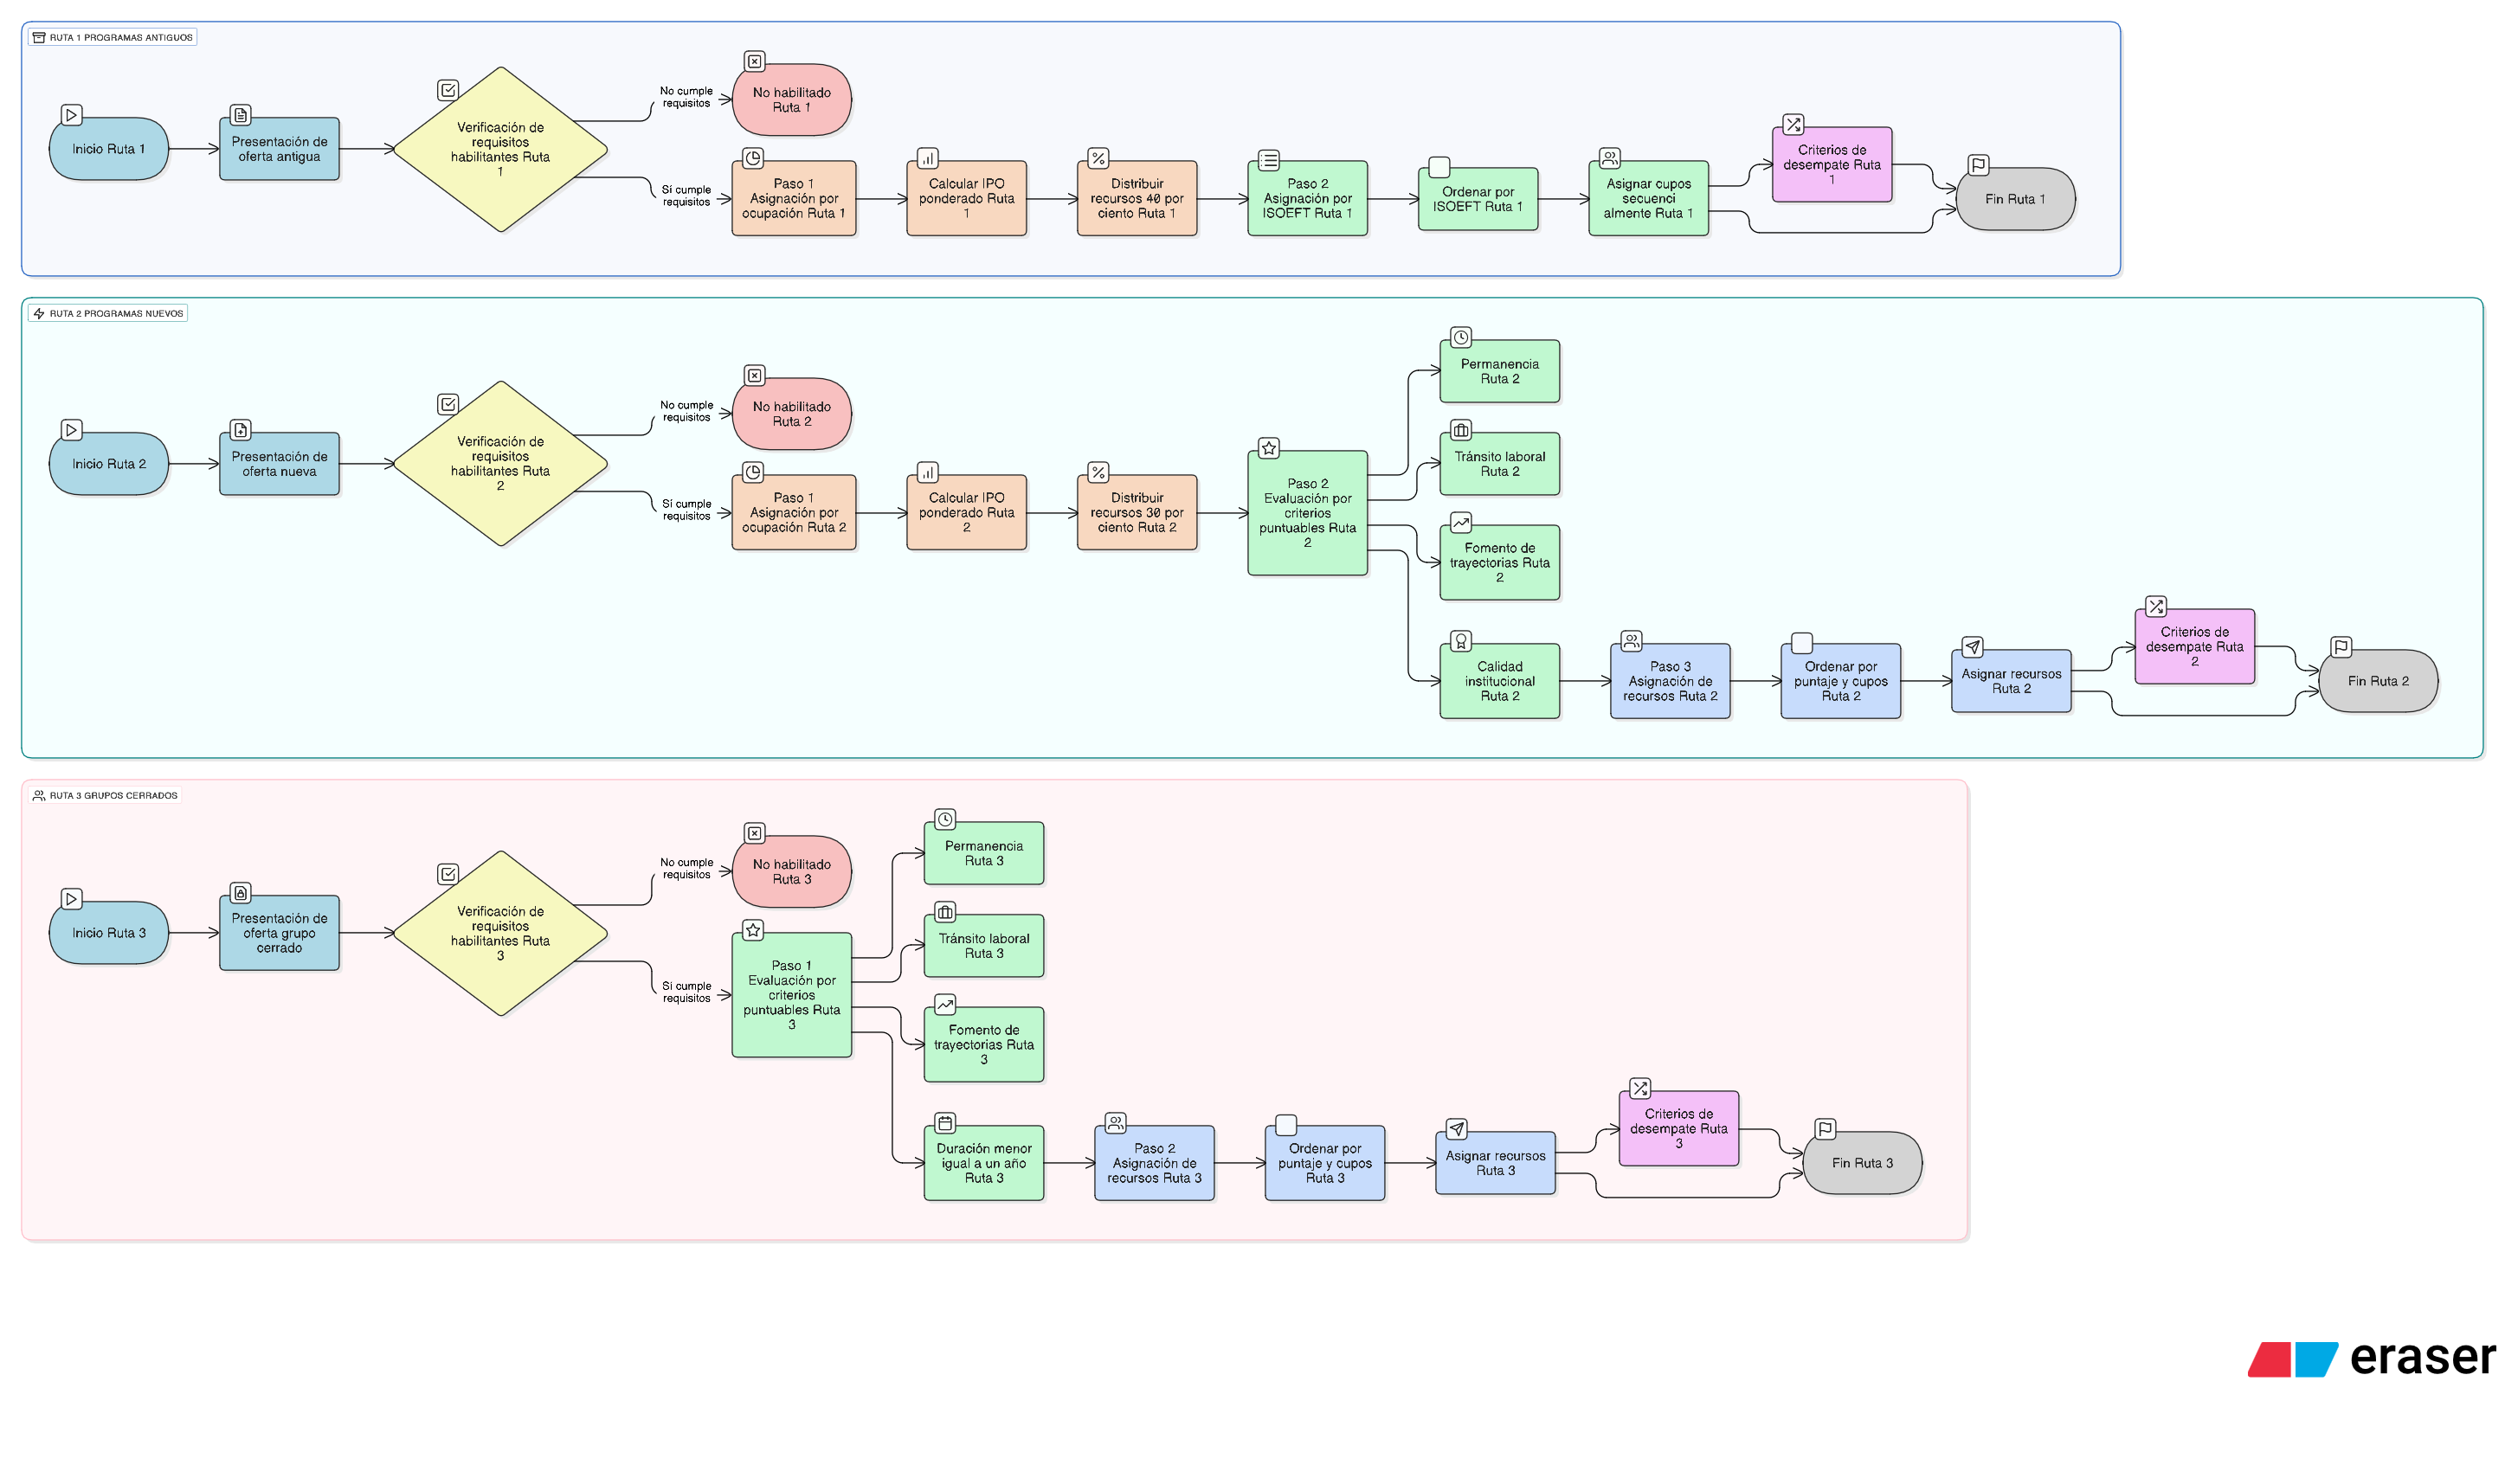 RUTA 1 PROGRAMAS ANTIGUOS
Inicio Ruta 1
Presentación de
oferta antigua
Verificación de
requisitos
habilitantes Ruta
1
No cumple
requisitos
No habilitado
Ruta 1
Sí cumple
requisitos
Paso 1
Asignación por
ocupación Ruta 1
Calcular IPO
ponderado Ruta
1
Distribuir
recursos 40 por
ciento Ruta 1
Paso 2
Asignación por
ISOEFT Ruta 1
Ordenar por
ISOEFT Ruta 1
Asignar cupos
secuenci
almente Ruta 1
Criterios de
desempate Ruta
1
Fin Ruta 1
RUTA 2 PROGRAMAS NUEVOS
Inicio Ruta 2
Presentación de
oferta nueva
Verificación de
requisitos
habilitantes Ruta
2
No cumple
requisitos
No habilitado
Ruta 2
Sí cumple
requisitos
Paso 1
Asignación por
ocupación Ruta 2
Calcular IPO
ponderado Ruta
2
Distribuir
recursos 30 por
ciento Ruta 2
Paso 2
Evaluación por
criterios
puntuables Ruta
2
Permanencia
Ruta 2
Tránsito laboral
Ruta 2
Fomento de
trayectorias Ruta
2
Calidad
institucional
Ruta 2
Paso 3
Asignación de
recursos Ruta 2
Ordenar por
puntaje y cupos
Ruta 2
Asignar recursos
Ruta 2
Criterios de
desempate Ruta
2
Fin Ruta 2
RUTA 3 GRUPOS CERRADOS
Inicio Ruta 3
Presentación de
oferta grupo
cerrado
Verificación de
requisitos
habilitantes Ruta
3
No cumple
requisitos
No habilitado
Ruta 3
Sí cumple
requisitos
Paso 1
Evaluación por
criterios
puntuables Ruta
3
Permanencia
Ruta 3
Tránsito laboral
Ruta 3
Fomento de
trayectorias Ruta
3
Duración menor
igual a un año
Ruta 3
Paso 2
Asignación de
recursos Ruta 3
Ordenar por
puntaje y cupos
Ruta 3
Asignar recursos
Ruta 3
Criterios de
desempate Ruta
3
Fin Ruta 3
eraser